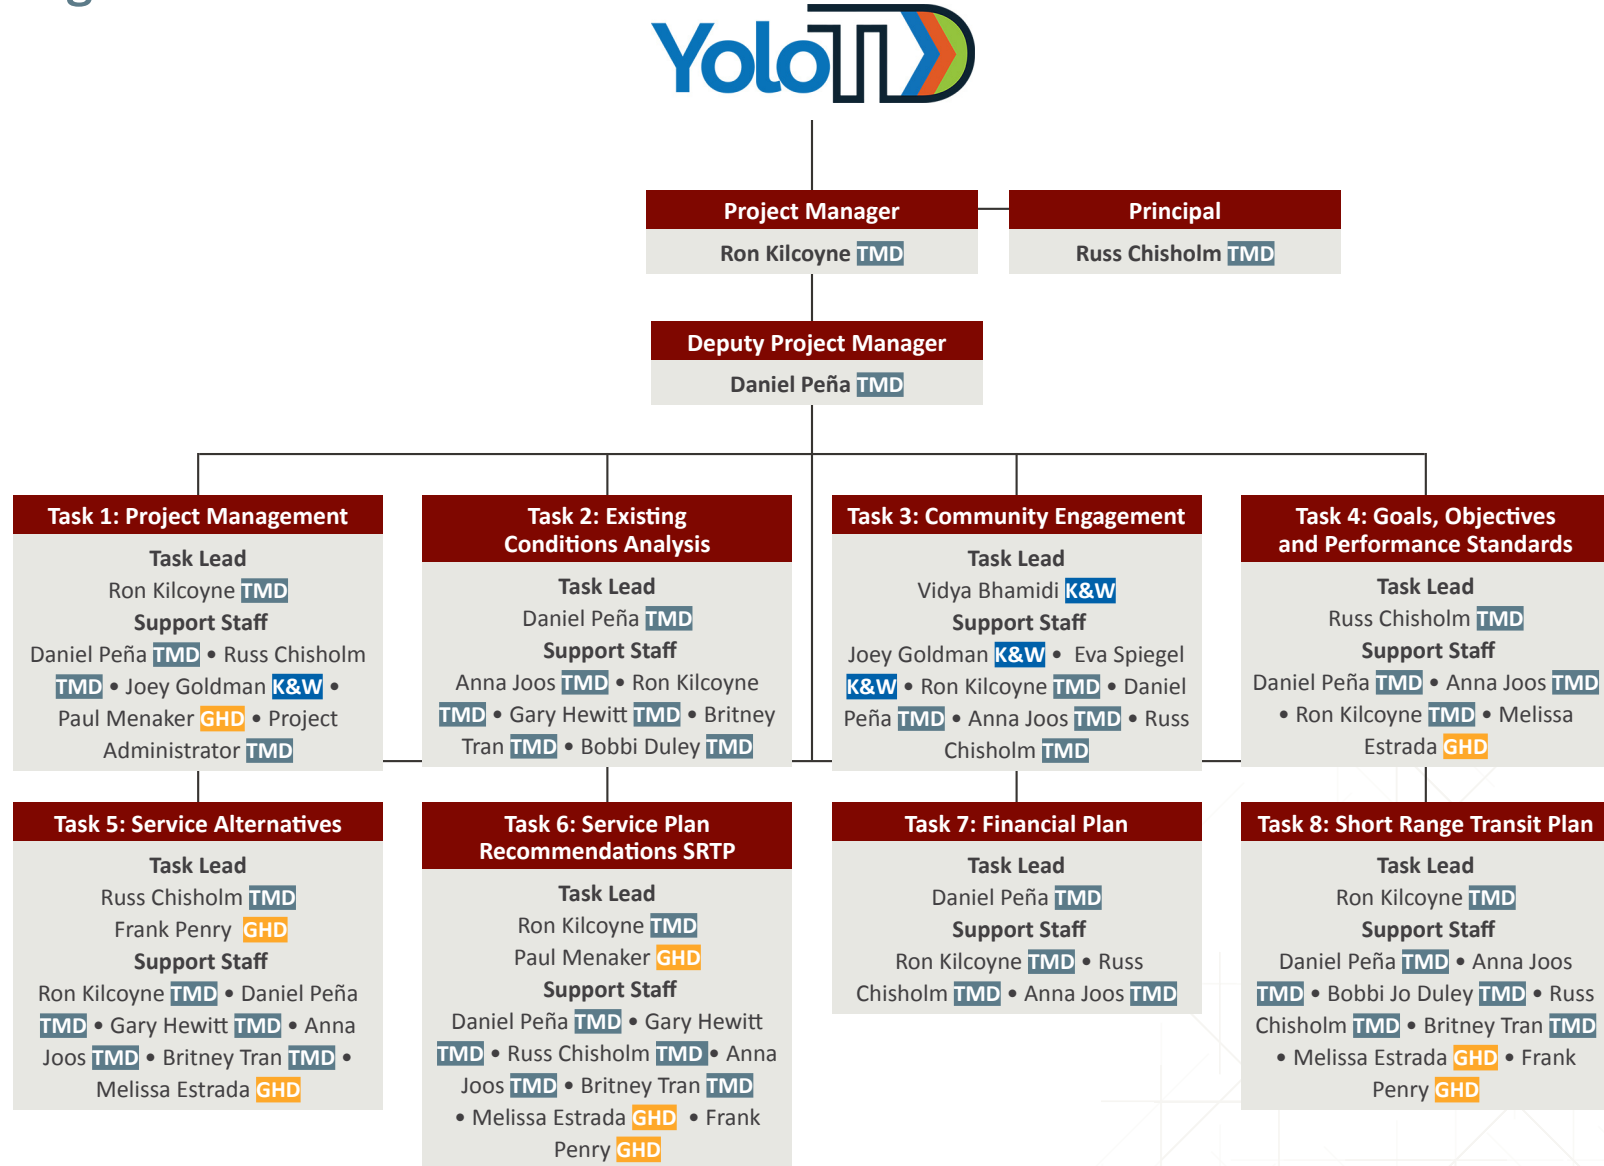 YoloTD
Project Manager
Ron Kilcoyne TMD
Principal
Russ Chisholm TMD
Deputy Project Manager
Daniel Peña TMD
Task 1: Project Management
Task Lead
Ron Kilcoyne TMD
Support Staff
Daniel Peña TMD • Russ Chisholm
TMD • Joey Goldman K&W •
Paul Menaker GHD • Project
Administrator TMD
Task 2: Existing
Conditions Analysis
Task Lead
Daniel Peña TMD
Support Staff
Anna Joos TMD • Ron Kilcoyne
TMD • Gary Hewitt TMD • Britney
Tran TMD • Bobbi Duley TMD
Task 3: Community Engagement
Task Lead
Vidya Bhamidi K&W
Support Staff
Joey Goldman K&W • Eva Spiegel
K&W • Ron Kilcoyne TMD • Daniel
Peña TMD • Anna Joos TMD • Russ
Chisholm TMD
Task 4: Goals, Objectives
and Performance Standards
Task Lead
Russ Chisholm TMD
Support Staff
Daniel Peña TMD • Anna Joos TMD
• Ron Kilcoyne TMD • Melissa
Estrada GHD
Task 5: Service Alternatives
Task Lead
Russ Chisholm TMD
Frank Penry GHD
Support Staff
Ron Kilcoyne TMD • Daniel Peña
TMD • Gary Hewitt TMD • Anna
Joos TMD • Britney Tran TMD •
Melissa Estrada GHD
Task 6: Service Plan
Recommendations SRTP
Task Lead
Ron Kilcoyne TMD
Paul Menaker GHD
Support Staff
Daniel Peña TMD • Gary Hewitt
TMD • Russ Chisholm TMD • Anna
Joos TMD • Britney Tran TMD
• Melissa Estrada GHD • Frank
Penry GHD
Task 7: Financial Plan
Task Lead
Daniel Peña TMD
Support Staff
Ron Kilcoyne TMD • Russ
Chisholm TMD • Anna Joos TMD
Task 8: Short Range Transit Plan
Task Lead
Ron Kilcoyne TMD
Support Staff
Daniel Peña TMD • Anna Joos
TMD • Bobbi Jo Duley TMD • Russ
Chisholm TMD • Britney Tran TMD
• Melissa Estrada GHD • Frank
Penry GHD